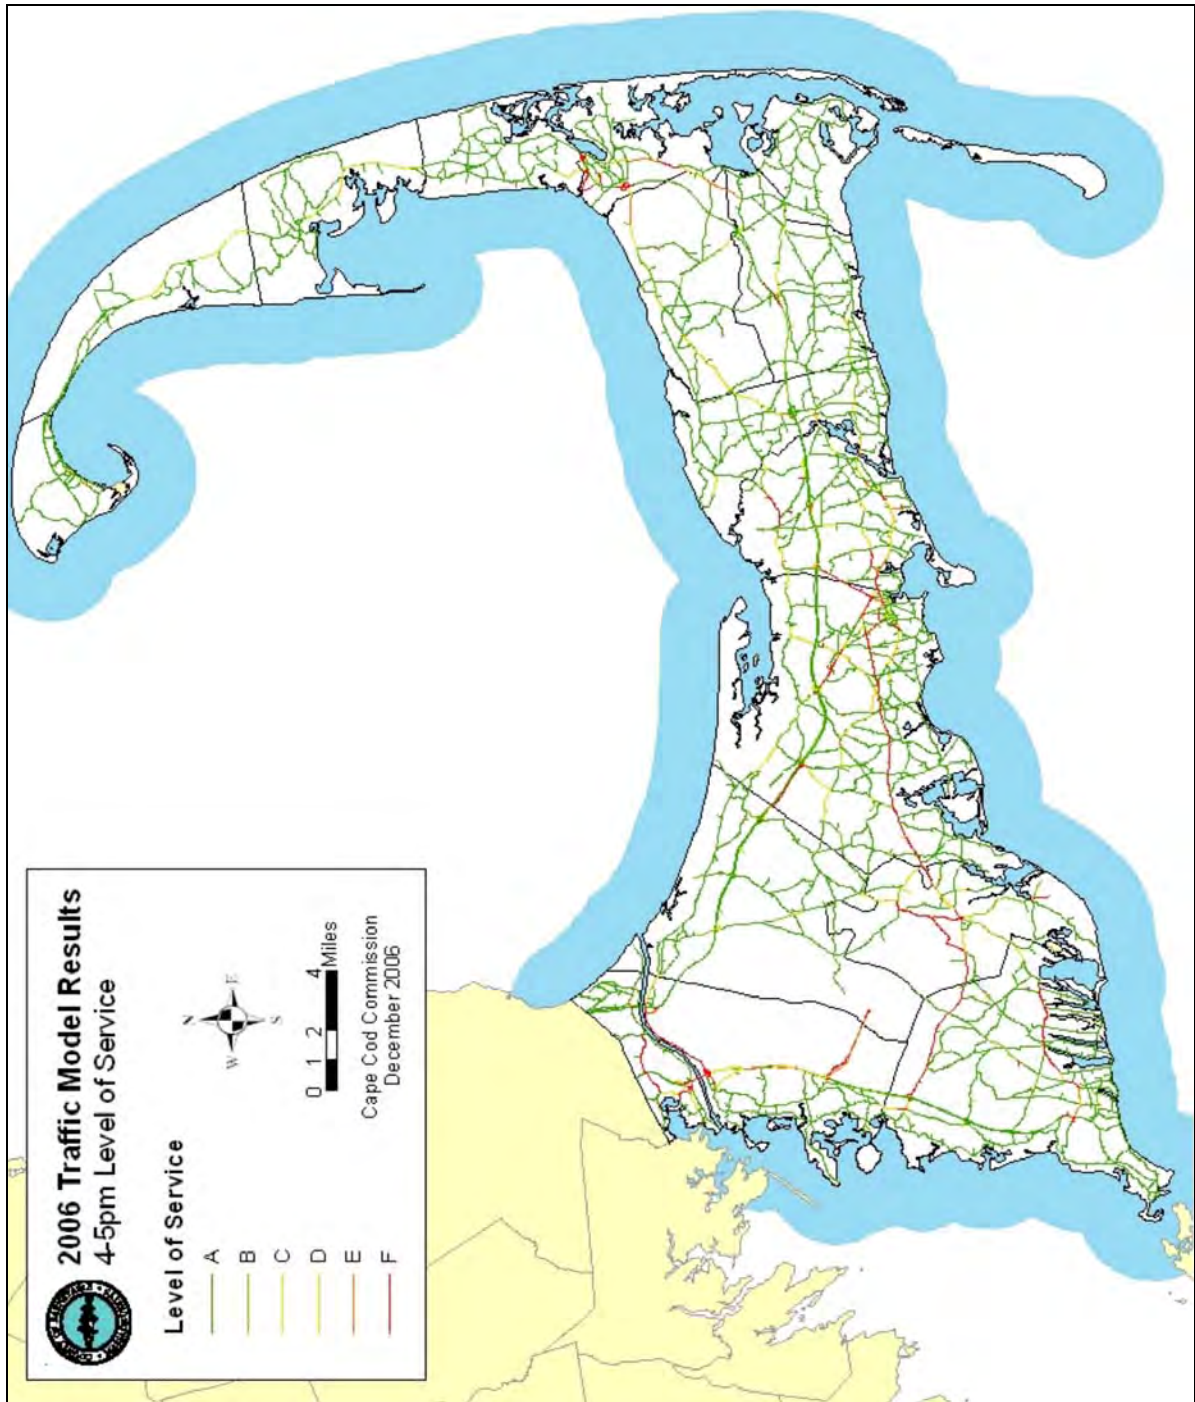 2006 Traffic Model Results
4-5pm Level of Service
Level of Service
A
B
C
D
E
F
N
W
E
S
0 1 2 4
Miles
Cape Cod Commission
December 2006